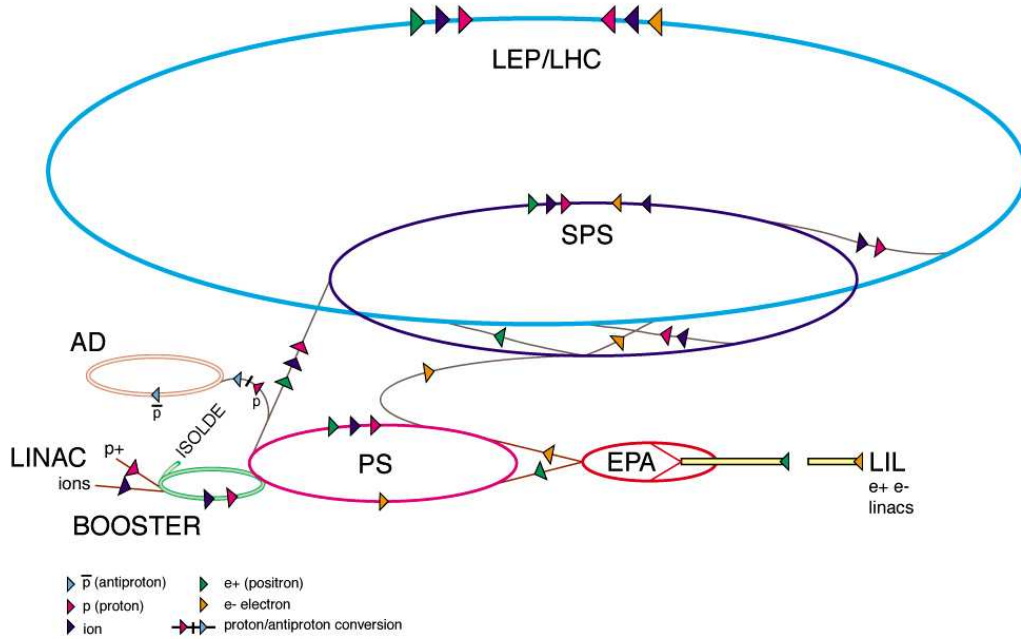 LEP/LHC
SPS
AD
p̅
p
ISOLDE
LINAC
p+
ions
BOOSTER
PS
EPA
LIL
e+ e-
linacs
p̅ (antiproton)
p (proton)
ion
e+ (positron)
e- electron
proton/antiproton conversion